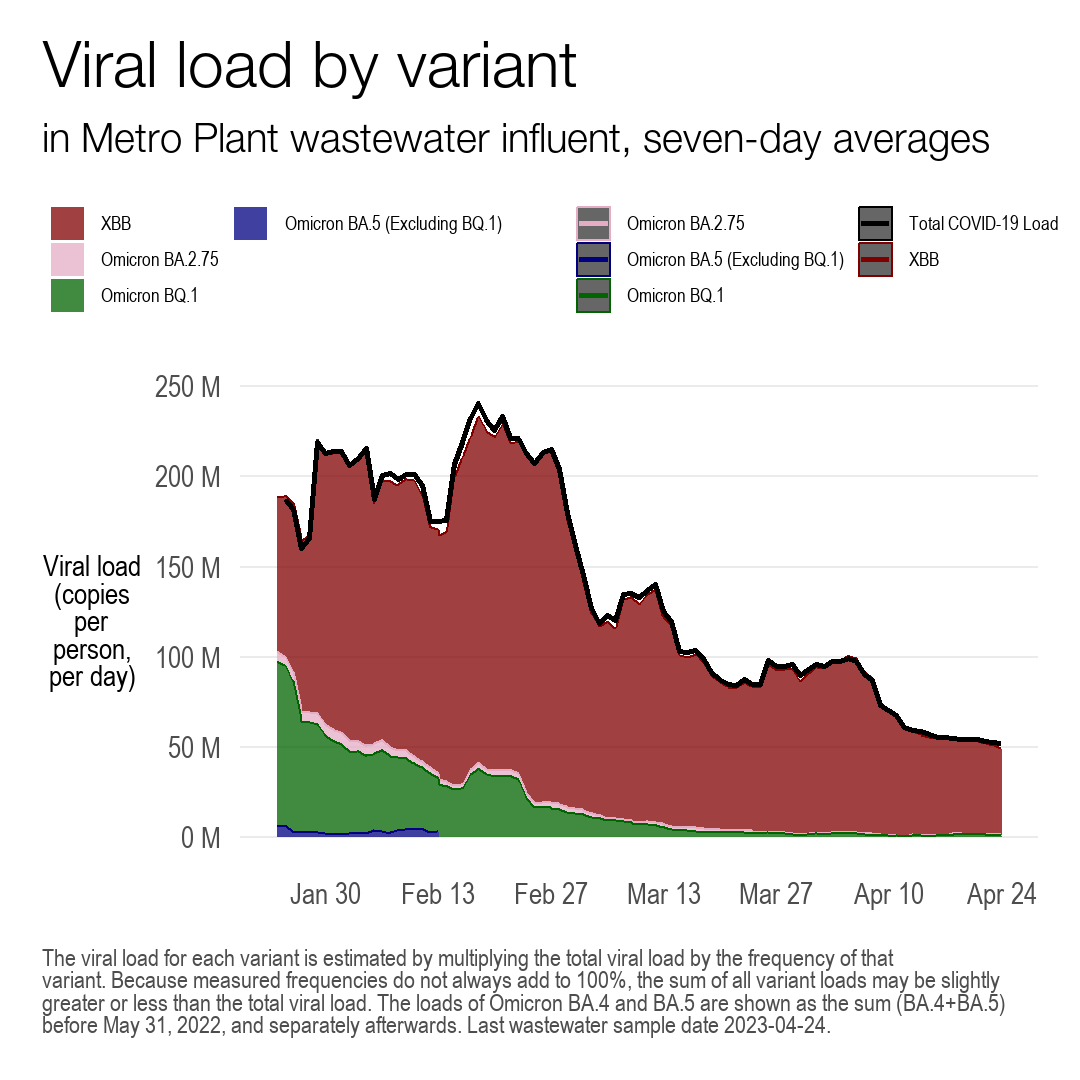 Viral load by variant
in Metro Plant wastewater influent, seven-day averages
XBB
Omicron BA.2.75
Omicron BQ.1
Omicron BA.5 (Excluding BQ.1)
Omicron BA.2.75
Omicron BA.5 (Excluding BQ.1)
Omicron BQ.1
Total COVID-19 Load
XBB
Viral load
(copies
per
person,
per day)
250 M
200 M
150 M
100 M
50 M
0 M
Jan 30
Feb 13
Feb 27
Mar 13
Mar 27
Apr 10
Apr 24
The viral load for each variant is estimated by multiplying the total viral load by the frequency of that
variant. Because measured frequencies do not always add to 100%, the sum of all variant loads may be slightly
greater or less than the total viral load. The loads of Omicron BA.4 and BA.5 are shown as the sum (BA.4+BA.5)
before May 31, 2022, and separately afterwards. Last wastewater sample date 2023-04-24.